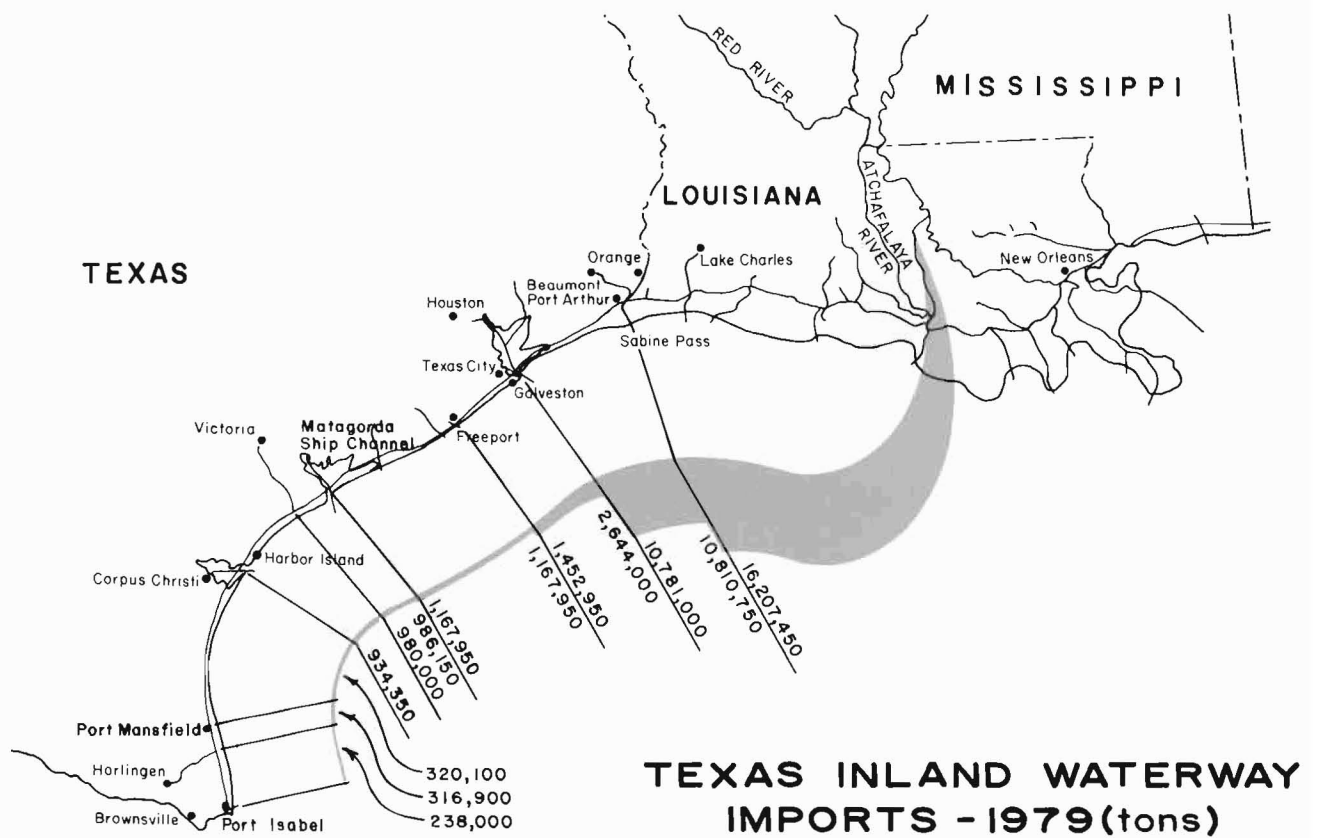 RED RIVER
MISSISSIPPI
ATCHAFALAYA
RIVER
LOUISIANA
TEXAS
Orange
Lake Charles
New Orleans
Beaumont
Port Arthur
Houston
Sabine Pass
Texas City
Galveston
Victoria
Matagorda
Ship Channel
Freeport
Harbor Island
Corpus Christi
16,207,450
10,810,750
10,781,000
2,644,000
1,452,950
1,167,950
1,167,950
986,150
980,000
934,350
Port Mansfield
Harlingen
Brownsville
Port Isabel
320,100
316,900
238,000
TEXAS INLAND WATERWAY
IMPORTS - 1979 (tons)